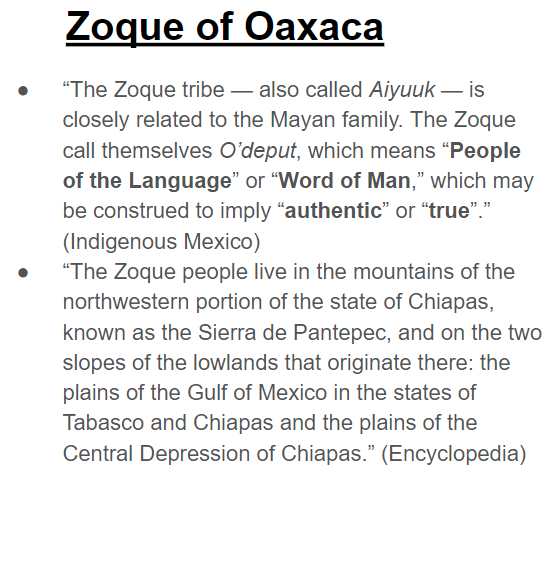 Zoque of Oaxaca
● “The Zoque tribe — also called Aiyuuk — is
closely related to the Mayan family. The Zoque
call themselves O’deput, which means “People
of the Language” or “Word of Man,” which may
be construed to imply “authentic” or “true”.”
(Indigenous Mexico)
● “The Zoque people live in the mountains of the
northwestern portion of the state of Chiapas,
known as the Sierra de Pantepec, and on the two
slopes of the lowlands that originate there: the
plains of the Gulf of Mexico in the states of
Tabasco and Chiapas and the plains of the
Central Depression of Chiapas.” (Encyclopedia)